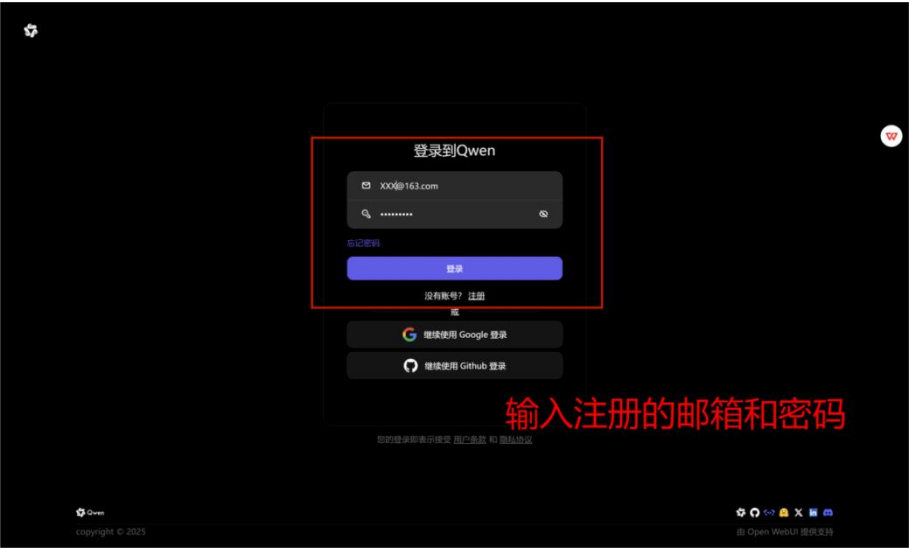 登录到Qwen
XXX@163.com
•••••••••
忘记密码
登录
没有账号? 注册
或
继续使用 Google 登录
继续使用 Github 登录
输入注册的邮箱和密码
您的登录即表示接受 用户条款 和 隐私协议
Qwen
copyright © 2025
由 Open WebUI 提供支持